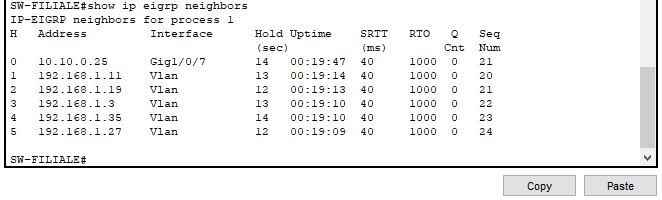 SW-FILIALE#show ip eigrp neighbors
IP-EIGRP neighbors for process 1
H Address Interface Hold Uptime SRTT RTO Q Seq
(sec) (ms) Cnt Num
0 10.10.0.25 Gig1/0/7 14 00:19:47 40 1000 0 21
1 192.168.1.11 Vlan 13 00:19:14 40 1000 0 20
2 192.168.1.19 Vlan 12 00:19:13 40 1000 0 21
3 192.168.1.3 Vlan 13 00:19:10 40 1000 0 22
4 192.168.1.35 Vlan 14 00:19:10 40 1000 0 23
5 192.168.1.27 Vlan 12 00:19:09 40 1000 0 24
SW-FILIALE#
Copy Paste